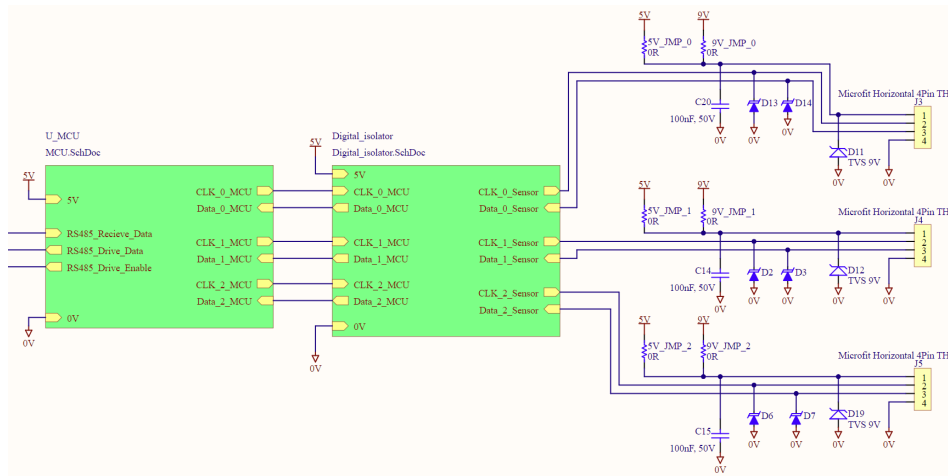 U_MCU
MCU.SchDoc
5V
5V
RS485_Recieve_Data
RS485_Drive_Data
RS485_Drive_Enable
0V
0V
CLK_0_MCU
Data_0_MCU
CLK_1_MCU
Data_1_MCU
CLK_2_MCU
Data_2_MCU
Digital_isolator
Digital_isolator.SchDoc
5V
5V
CLK_0_MCU
Data_0_MCU
CLK_1_MCU
Data_1_MCU
CLK_2_MCU
Data_2_MCU
0V
0V
CLK_0_Sensor
Data_0_Sensor
CLK_1_Sensor
Data_1_Sensor
CLK_2_Sensor
Data_2_Sensor
5V
9V
5V_JMP_0
0R
9V_JMP_0
0R
C20
100nF, 50V
0V
D13
0V
D14
0V
D11
TVS 9V
0V
Microfit Horizontal 4Pin TH
J3
1
2
3
4
0V
5V
9V
5V_JMP_1
0R
9V_JMP_1
0R
C14
100nF, 50V
0V
D2
0V
D3
0V
D12
TVS 9V
0V
Microfit Horizontal 4Pin TH
J4
1
2
3
4
0V
5V
9V
5V_JMP_2
0R
9V_JMP_2
0R
C15
100nF, 50V
0V
D6
0V
D7
0V
D19
TVS 9V
0V
Microfit Horizontal 4Pin TH
J5
1
2
3
4
0V